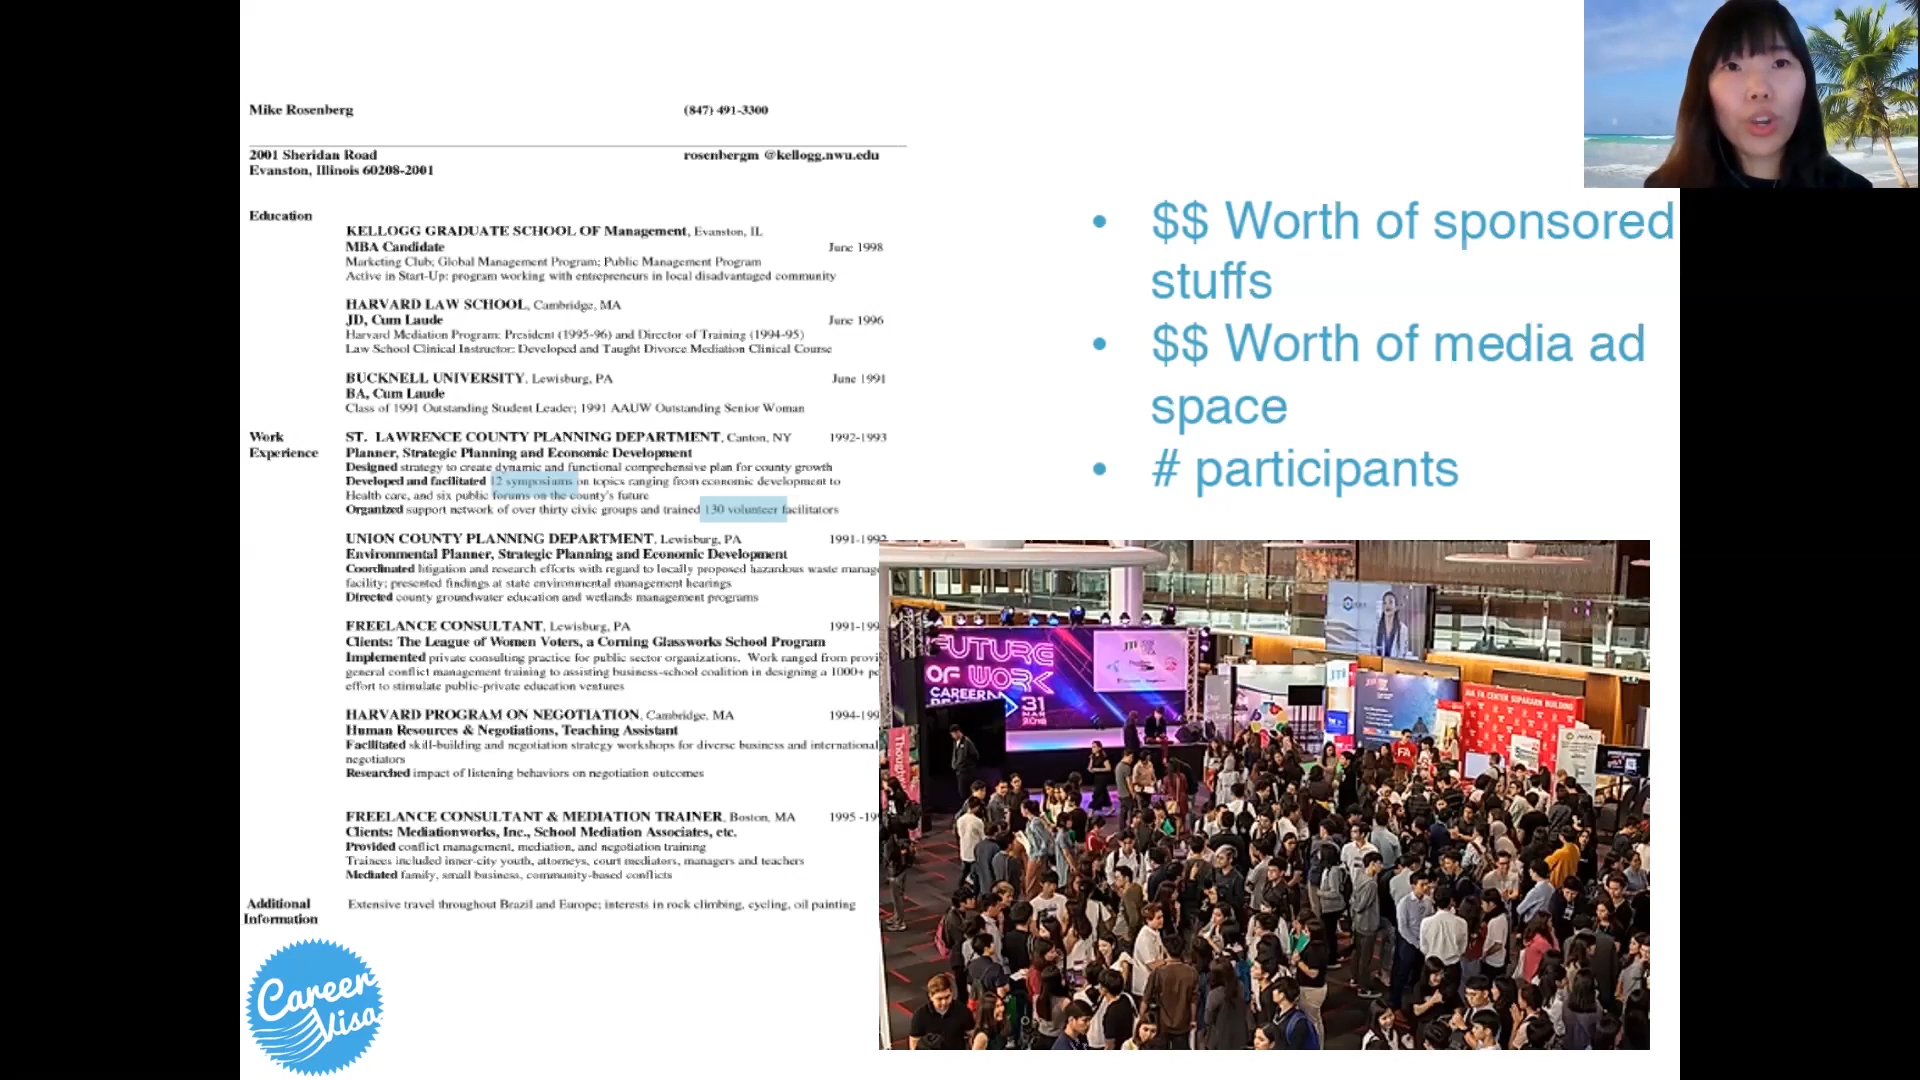 Mike Rosenberg (847) 491-3300
2001 Sheridan Road rosenbergm @kellogg.nwu.edu
Evanston, Illinois 60208-2001
Education
KELLOGG GRADUATE SCHOOL OF Management, Evanston, IL
MBA Candidate June 1998
Marketing Club; Global Management Program; Public Management Program
Active in Start-Up: program working with entrepreneurs in local disadvantaged community
HARVARD LAW SCHOOL, Cambridge, MA
JD, Cum Laude June 1996
Harvard Mediation Program: President (1995-96) and Director of Training (1994-95)
Law School Clinical Instructor: Developed and Taught Divorce Mediation Clinical Course
BUCKNELL UNIVERSITY, Lewisburg, PA June 1991
BA, Cum Laude
Class of 1991 Outstanding Student Leader; 1991 AAUW Outstanding Senior Woman
Work ST. LAWRENCE COUNTY PLANNING DEPARTMENT, Canton, NY 1992-1993
Experience Planner, Strategic Planning and Economic Development
Designed strategy to create dynamic and functional comprehensive plan for county growth
Developed and facilitated 12 symposiums on topics ranging from economic development to
Health care, and six public forums on the county's future
Organized support network of over thirty civic groups and trained 130 volunteer facilitators
UNION COUNTY PLANNING DEPARTMENT, Lewisburg, PA 1991-1992
Environmental Planner, Strategic Planning and Economic Development
Coordinated litigation and research efforts with regard to locally proposed hazardous waste manage
facility; presented findings at state environmental management hearings
Directed county groundwater education and wetlands management programs
FREELANCE CONSULTANT, Lewisburg, PA 1991-199
Clients: The League of Women Voters, a Corning Glassworks School Program
Implemented private consulting practice for public sector organizations. Work ranged from provi
general conflict management training to assisting business-school coalition in designing a 1000+ pe
effort to stimulate public-private education ventures
HARVARD PROGRAM ON NEGOTIATION, Cambridge, MA 1994-199
Human Resources & Negotiations, Teaching Assistant
Facilitated skill-building and negotiation strategy workshops for diverse business and international
negotiators
Researched impact of listening behaviors on negotiation outcomes
FREELANCE CONSULTANT & MEDIATION TRAINER, Boston, MA 1995 -19
Clients: Mediationworks, Inc., School Mediation Associates, etc.
Provided conflict management, mediation, and negotiation training
Trainees included inner-city youth, attorneys, court mediators, managers and teachers
Mediated family, small business, community-based conflicts
Additional Extensive travel throughout Brazil and Europe; interests in rock climbing, cycling, oil painting
Information
Career
Visa
• $$ Worth of sponsored
stuffs
• $$ Worth of media ad
space
• # participants
FUTURE
OF WORK
CAREER
31
MAR
2018
JTI